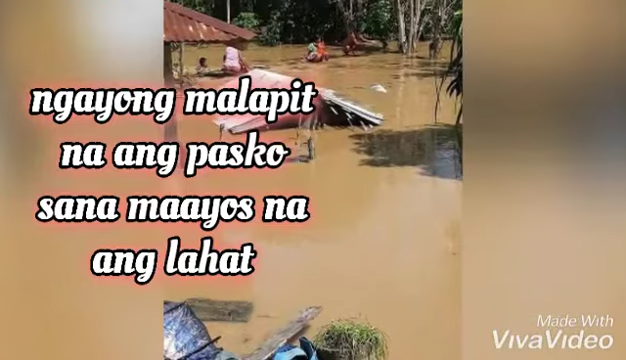 ngayong malapit
na ang pasko
sana maayos na
ang lahat
Made With
VivaVideo